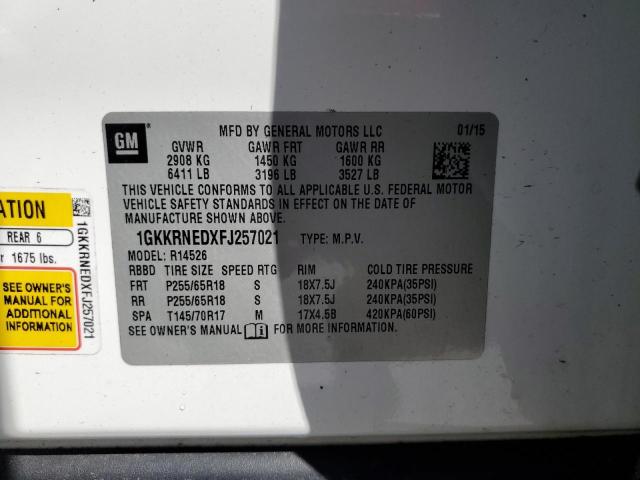 GM
MFD BY GENERAL MOTORS LLC 01/15
GVWR GAWR FRT GAWR RR
2908 KG 1450 KG 1600 KG
6411 LB 3196 LB 3527 LB
THIS VEHICLE CONFORMS TO ALL APPLICABLE U.S. FEDERAL MOTOR
VEHICLE SAFETY STANDARDS IN EFFECT ON THE DATE OF
MANUFACTURE SHOWN ABOVE.
1GKKRNEDXFJ257021 TYPE: M.P.V.
MODEL: R14526
RBBD TIRE SIZE SPEED RTG RIM COLD TIRE PRESSURE
FRT P255/65R18 S 18X7.5J 240KPA(35PSI)
RR P255/65R18 S 18X7.5J 240KPA(35PSI)
SPA T145/70R17 M 17X4.5B 420KPA(60PSI)
SEE OWNER'S MANUAL FOR MORE INFORMATION.
ATION
REAR 6
1675 lbs.
SEE OWNER'S
MANUAL FOR
ADDITIONAL
INFORMATION
1GKKRNEDXFJ257021